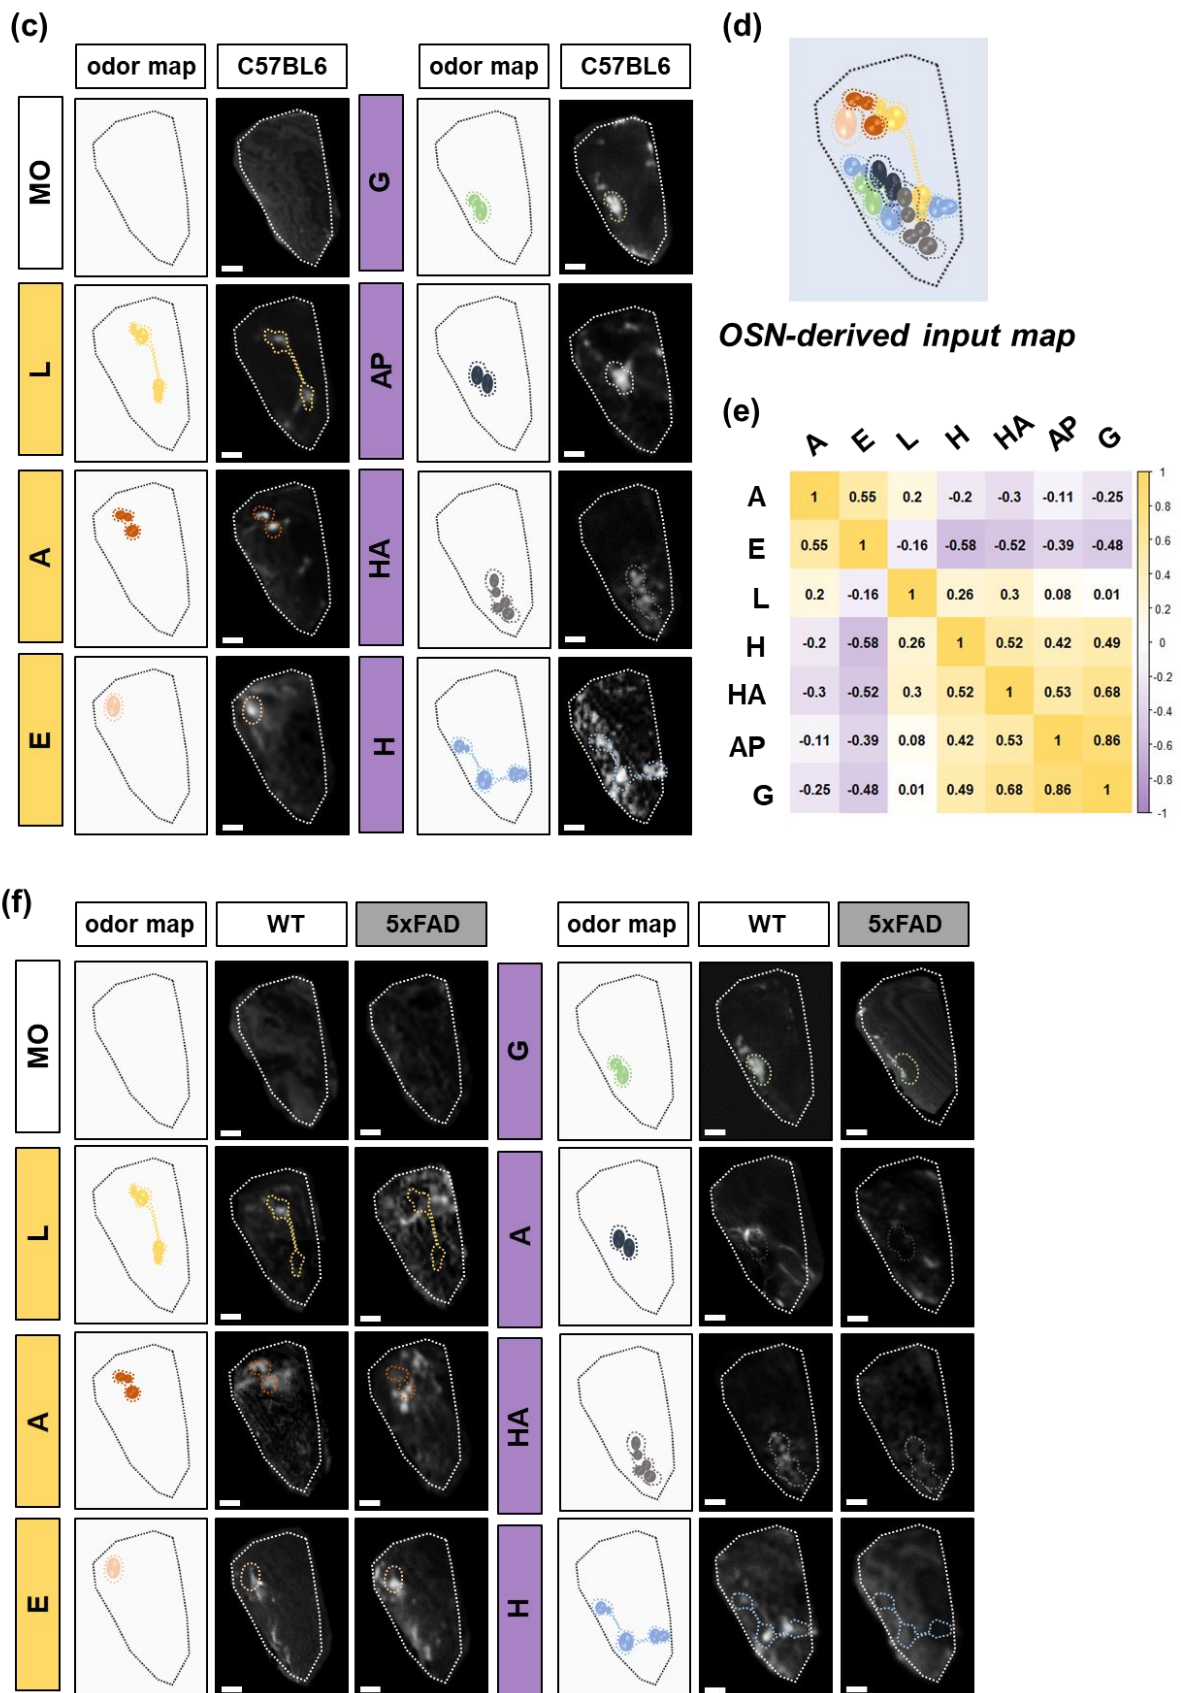 (c)
odor map C57BL6 odor map C57BL6
MO G
L AP
A HA
E H
(d)
OSN-derived input map
(e)
A E L H HA AP G
A 1 0.55 0.2 -0.2 -0.3 -0.11 -0.25
E 0.55 1 -0.16 -0.58 -0.52 -0.39 -0.48
L 0.2 -0.16 1 0.26 0.3 0.08 0.01
H -0.2 -0.58 0.26 1 0.52 0.42 0.49
HA -0.3 -0.52 0.3 0.52 1 0.53 0.68
AP -0.11 -0.39 0.08 0.42 0.53 1 0.86
G -0.25 -0.48 0.01 0.49 0.68 0.86 1
1
0.8
0.6
0.4
0.2
0
-0.2
-0.4
-0.6
-0.8
-1
(f)
odor map WT 5xFAD odor map WT 5xFAD
MO G
L A
A HA
E H